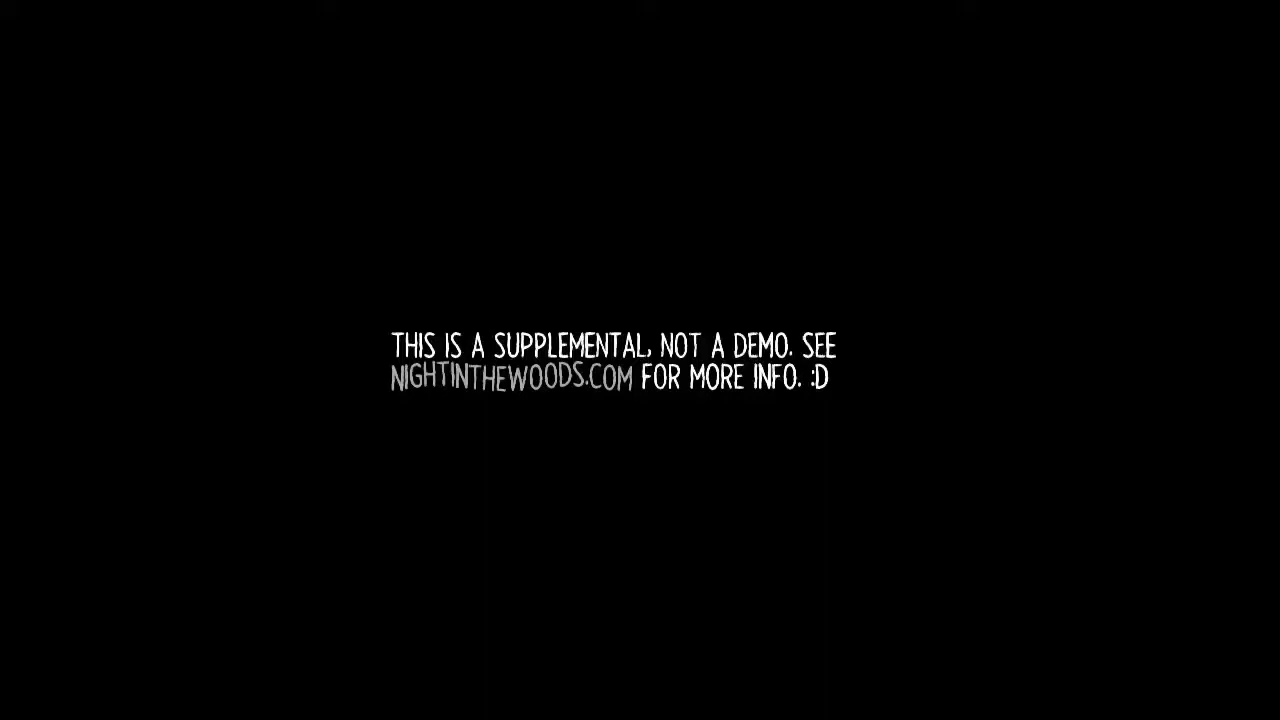 THIS IS A SUPPLEMENTAL, NOT A DEMO. SEE
NIGHTINTHEWOODS.COM FOR MORE INFO. :D